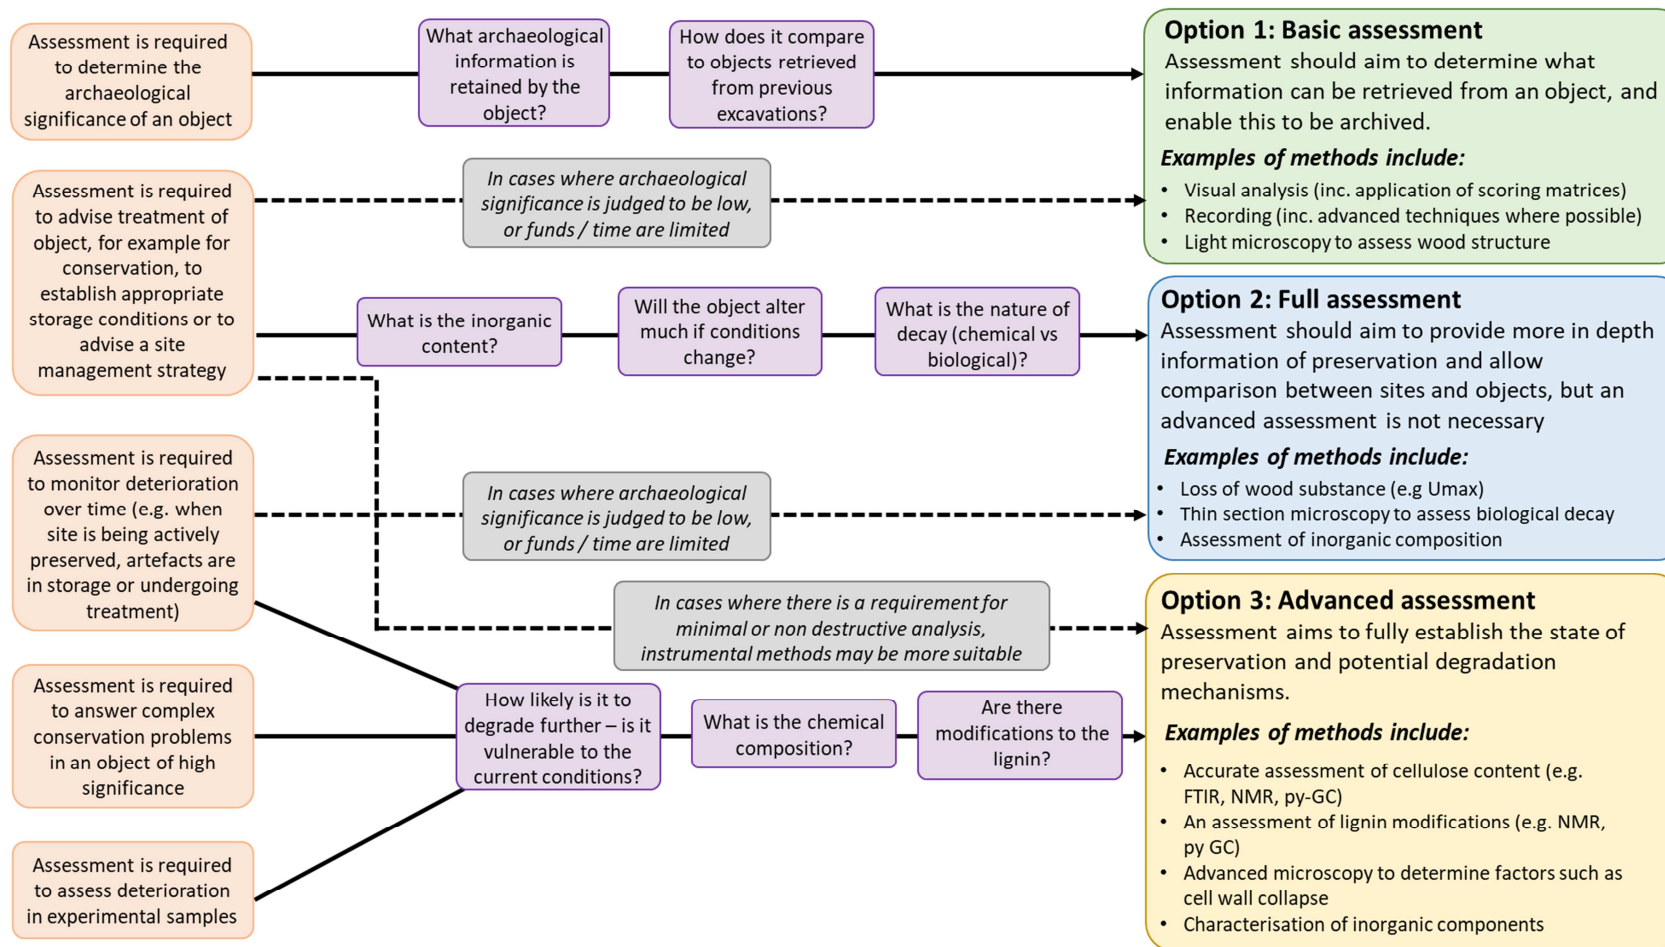 Assessment is required
to determine the
archaeological
significance of an object
What archaeological
information is
retained by the
object?
How does it compare
to objects retrieved
from previous
excavations?
Option 1: Basic assessment
Assessment should aim to determine what
information can be retrieved from an object, and
enable this to be archived.
Examples of methods include:
• Visual analysis (inc. application of scoring matrices)
• Recording (inc. advanced techniques where possible)
• Light microscopy to assess wood structure
Assessment is required
to advise treatment of
object, for example for
conservation, to
establish appropriate
storage conditions or to
advise a site
management strategy
In cases where archaeological
significance is judged to be low,
or funds / time are limited
What is the inorganic
content?
Will the object alter
much if conditions
change?
What is the nature of
decay (chemical vs
biological)?
Option 2: Full assessment
Assessment should aim to provide more in depth
information of preservation and allow
comparison between sites and objects, but an
advanced assessment is not necessary
Examples of methods include:
• Loss of wood substance (e.g Umax)
• Thin section microscopy to assess biological decay
• Assessment of inorganic composition
Assessment is required
to monitor deterioration
over time (e.g. when
site is being actively
preserved, artefacts are
in storage or undergoing
treatment)
In cases where archaeological
significance is judged to be low,
or funds / time are limited
In cases where there is a requirement for
minimal or non destructive analysis,
instrumental methods may be more suitable
Option 3: Advanced assessment
Assessment aims to fully establish the state of
preservation and potential degradation
mechanisms.
Examples of methods include:
• Accurate assessment of cellulose content (e.g.
FTIR, NMR, py-GC)
• An assessment of lignin modifications (e.g. NMR,
py GC)
• Advanced microscopy to determine factors such as
cell wall collapse
• Characterisation of inorganic components
Assessment is required
to answer complex
conservation problems
in an object of high
significance
How likely is it to
degrade further – is it
vulnerable to the
current conditions?
What is the chemical
composition?
Are there
modifications to the
lignin?
Assessment is required
to assess deterioration
in experimental samples